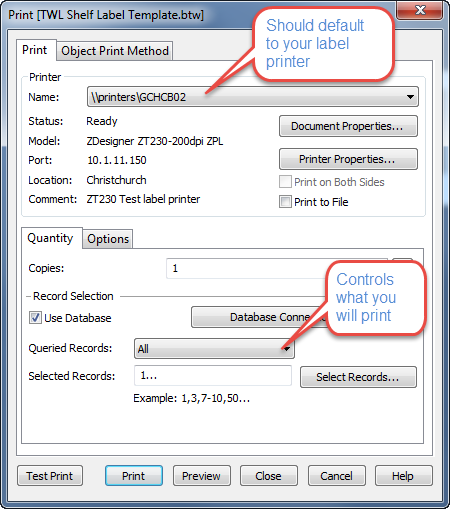 Print [TWL Shelf Label Template.btw]
Should default
to your label
printer
Print
Object Print Method
Printer
Name: \\printers\GCHCB02
Status: Ready
Document Properties...
Model: ZDesigner ZT230-200dpi ZPL
Port: 10.1.11.150
Printer Properties...
Location: Christchurch
Print on Both Sides
Comment: ZT230 Test label printer
Print to File
Quantity
Options
Copies: 1
Controls
what you
will print
Record Selection
Use Database
Database Connec
Queried Records: All
Selected Records: 1...
Select Records...
Example: 1,3,7-10,50...
Test Print
Print
Preview
Close
Cancel
Help